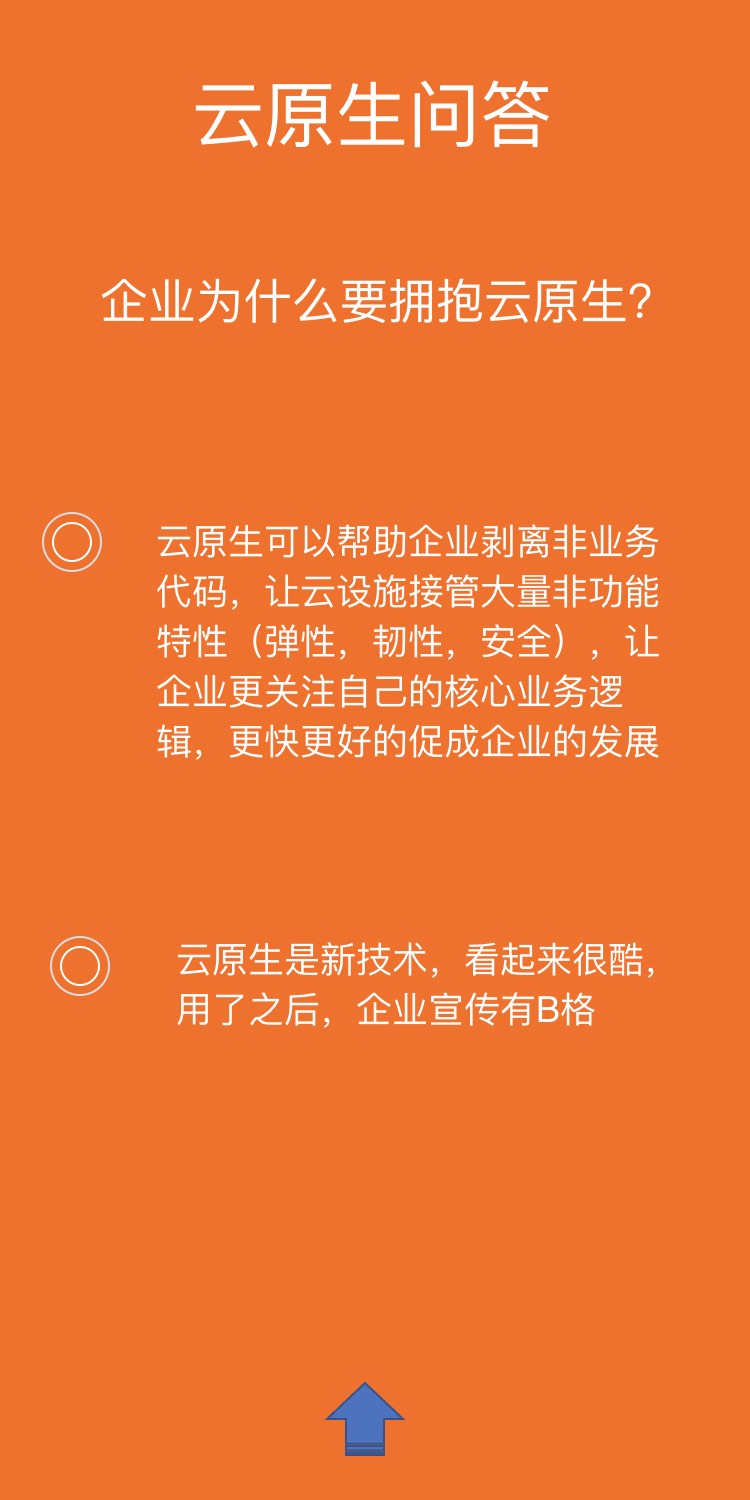 云原生问答
企业为什么要拥抱云原生?
云原生可以帮助企业剥离非业务
代码，让云设施接管大量非功能
特性（弹性，韧性，安全），让
企业更关注自己的核心业务逻
辑，更快更好的促成企业的发展
云原生是新技术，看起来很酷，
用了之后，企业宣传有B格